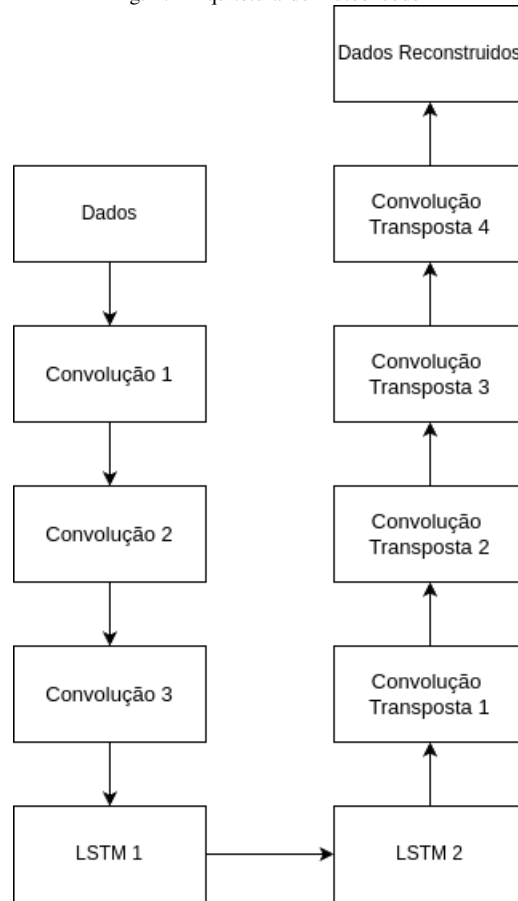 Dados Reconstruidos
Dados
Convolução
Transposta 4
Convolução 1
Convolução
Transposta 3
Convolução 2
Convolução
Transposta 2
Convolução 3
Convolução
Transposta 1
LSTM 1
LSTM 2